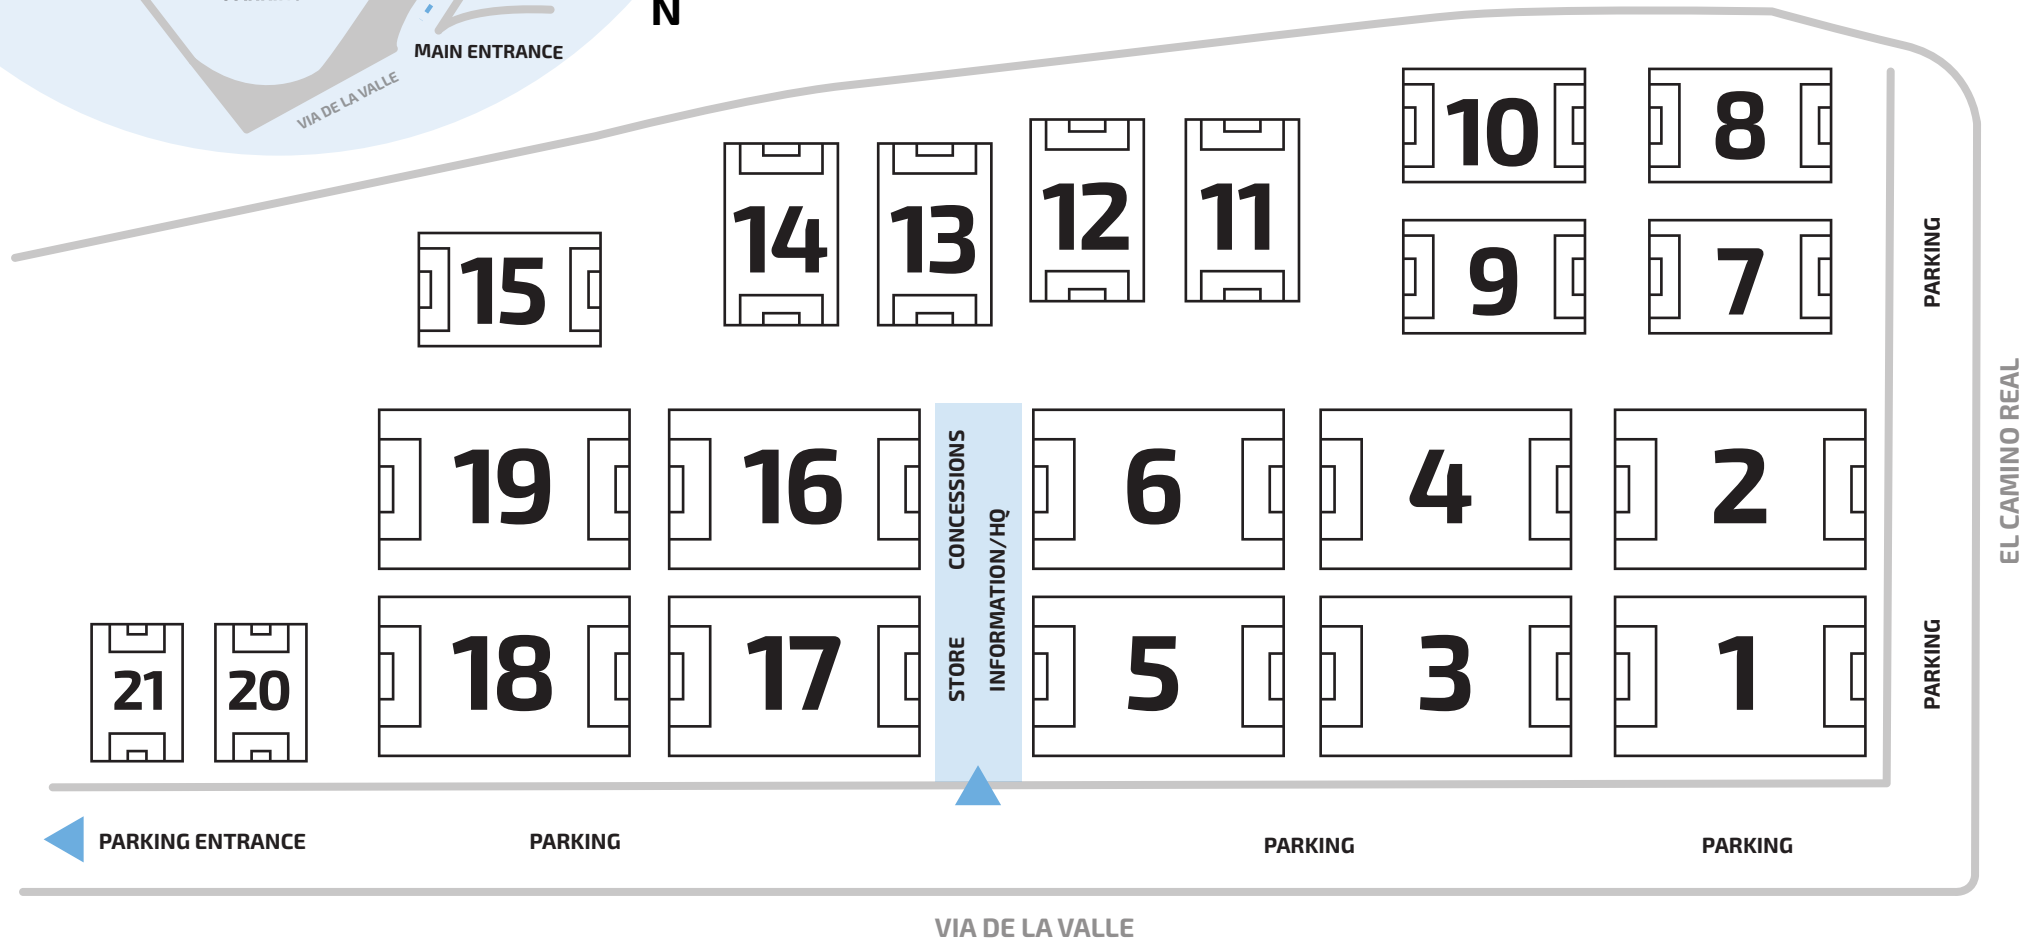 N
MAIN ENTRANCE
VIA DE LA VALLE
10
8
14
13
12
11
15
9
7
PARKING
EL CAMINO REAL
19
16
CONCESSIONS
INFORMATION/HQ
STORE
6
4
2
21
20
18
17
5
3
1
PARKING
PARKING ENTRANCE
PARKING
PARKING
PARKING
VIA DE LA VALLE